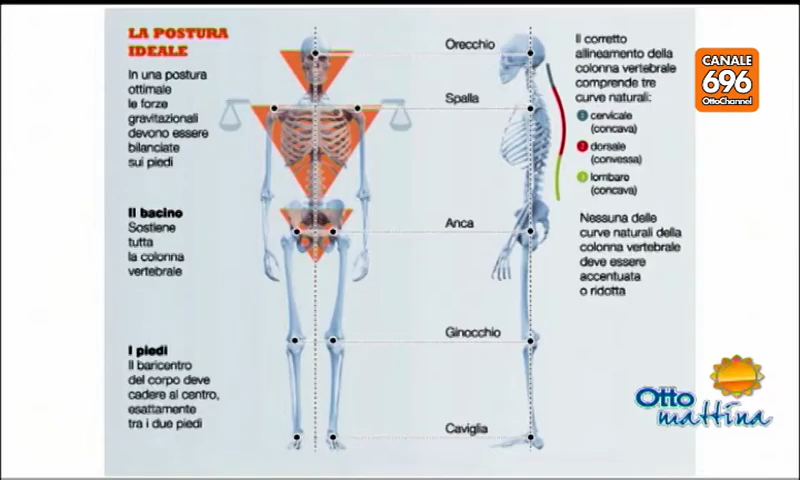 LA POSTURA
IDEALE
In una postura
ottimale
le forze
gravitazionali
devono essere
bilanciate
sui piedi
Il bacino
Sostiene
tutta
la colonna
vertebrale
I piedi
Il baricentro
del corpo deve
cadere al centro,
esattamente
tra i due piedi
Orecchio
Spalla
Anca
Ginocchio
Caviglia
Il corretto
allineamento della
colonna vertebrale
comprende tre
curve naturali:
1 cervicale
(concava)
2 dorsale
(convessa)
3 lombare
(concava)
Nessuna delle
curve naturali della
colonna vertebrale
deve essere
accentuata
o ridotta
CANALE
696
OttoChannel
Otto
mattina